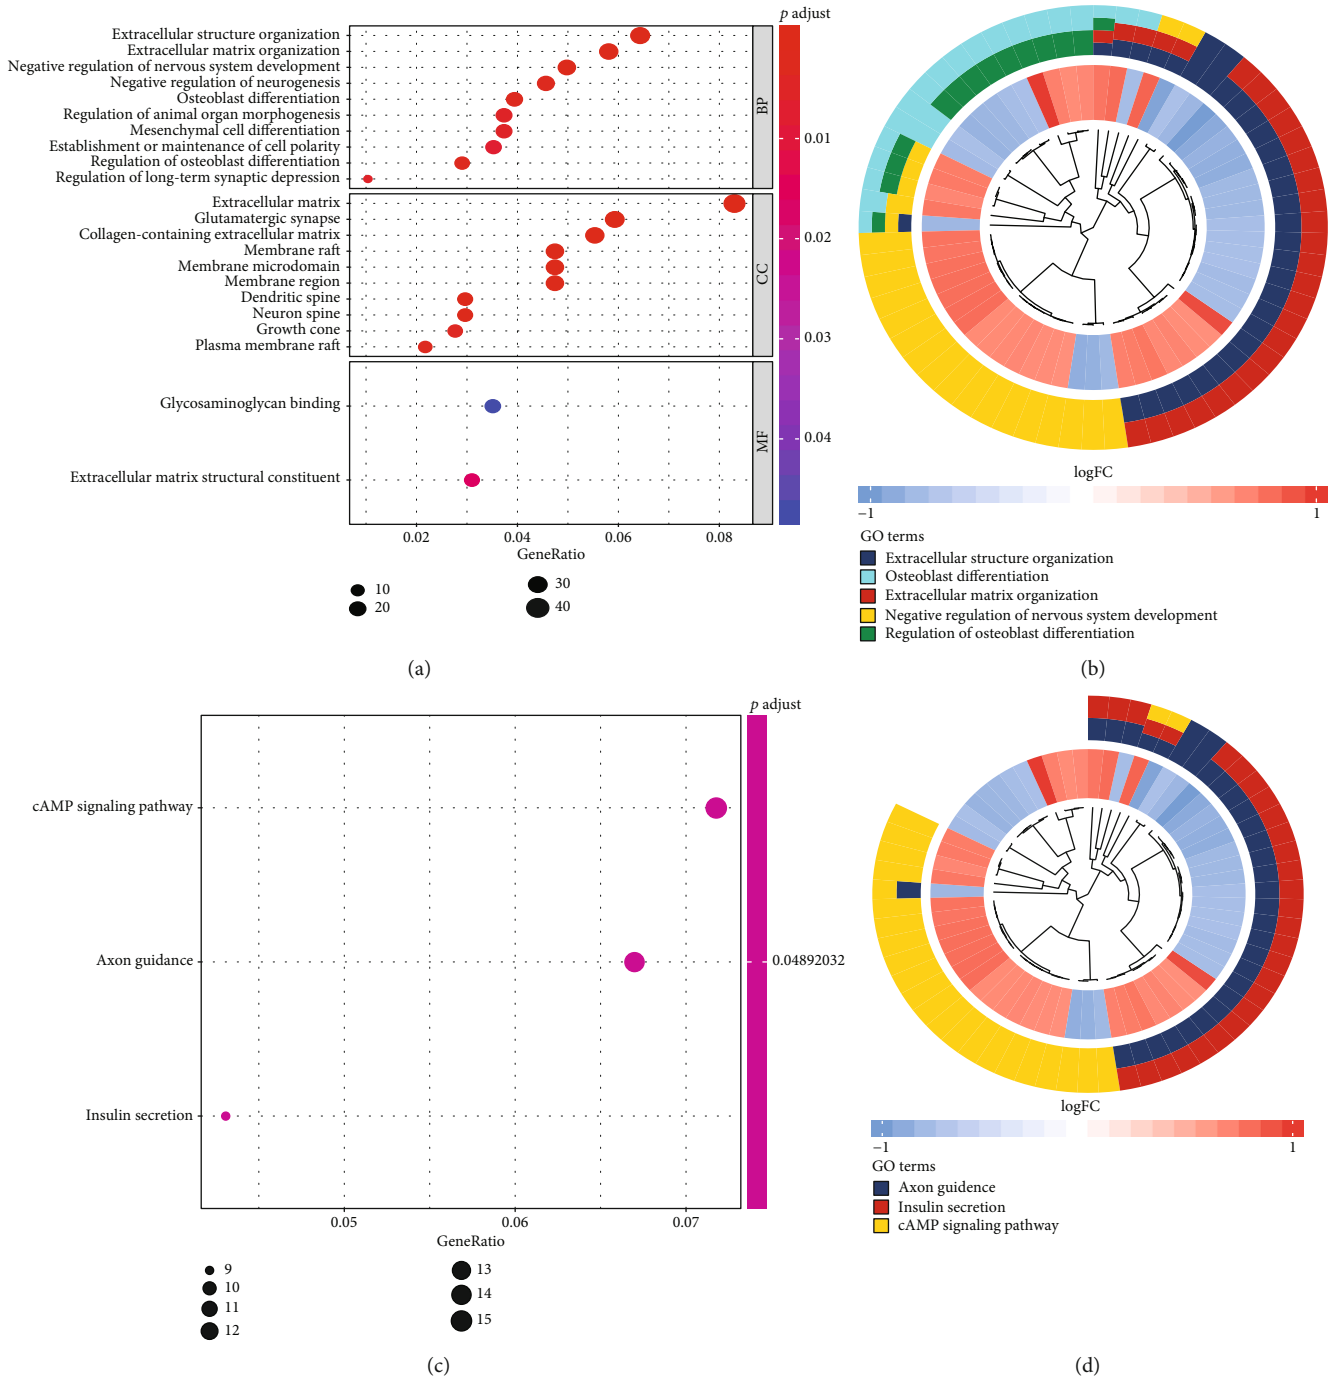 p adjust
Extracellular structure organization
Extracellular matrix organization
Negative regulation of nervous system development
Negative regulation of neurogenesis
Osteoblast differentiation
Regulation of animal organ morphogenesis
Mesenchymal cell differentiation
Establishment or maintenance of cell polarity
Regulation of osteoblast differentiation
Regulation of long-term synaptic depression
BP
Extracellular matrix
Glutamatergic synapse
Collagen-containing extracellular matrix
Membrane raft
Membrane microdomain
Membrane region
Dendritic spine
Neuron spine
Growth cone
Plasma membrane raft
CC
Glycosaminoglycan binding
Extracellular matrix structural constituent
MF
0.01
0.02
0.03
0.04
0.02 0.04 0.06 0.08
GeneRatio
10 30
20 40
(a)
logFC
−1 1
GO terms
Extracellular structure organization
Osteoblast differentiation
Extracellular matrix organization
Negative regulation of nervous system development
Regulation of osteoblast differentiation
(b)
p adjust
cAMP signaling pathway
Axon guidance
Insulin secretion
0.04892032
0.05 0.06 0.07
GeneRatio
9 13
10 14
11 15
12
(c)
logFC
−1 1
GO terms
Axon guidance
Insulin secretion
cAMP signaling pathway
(d)